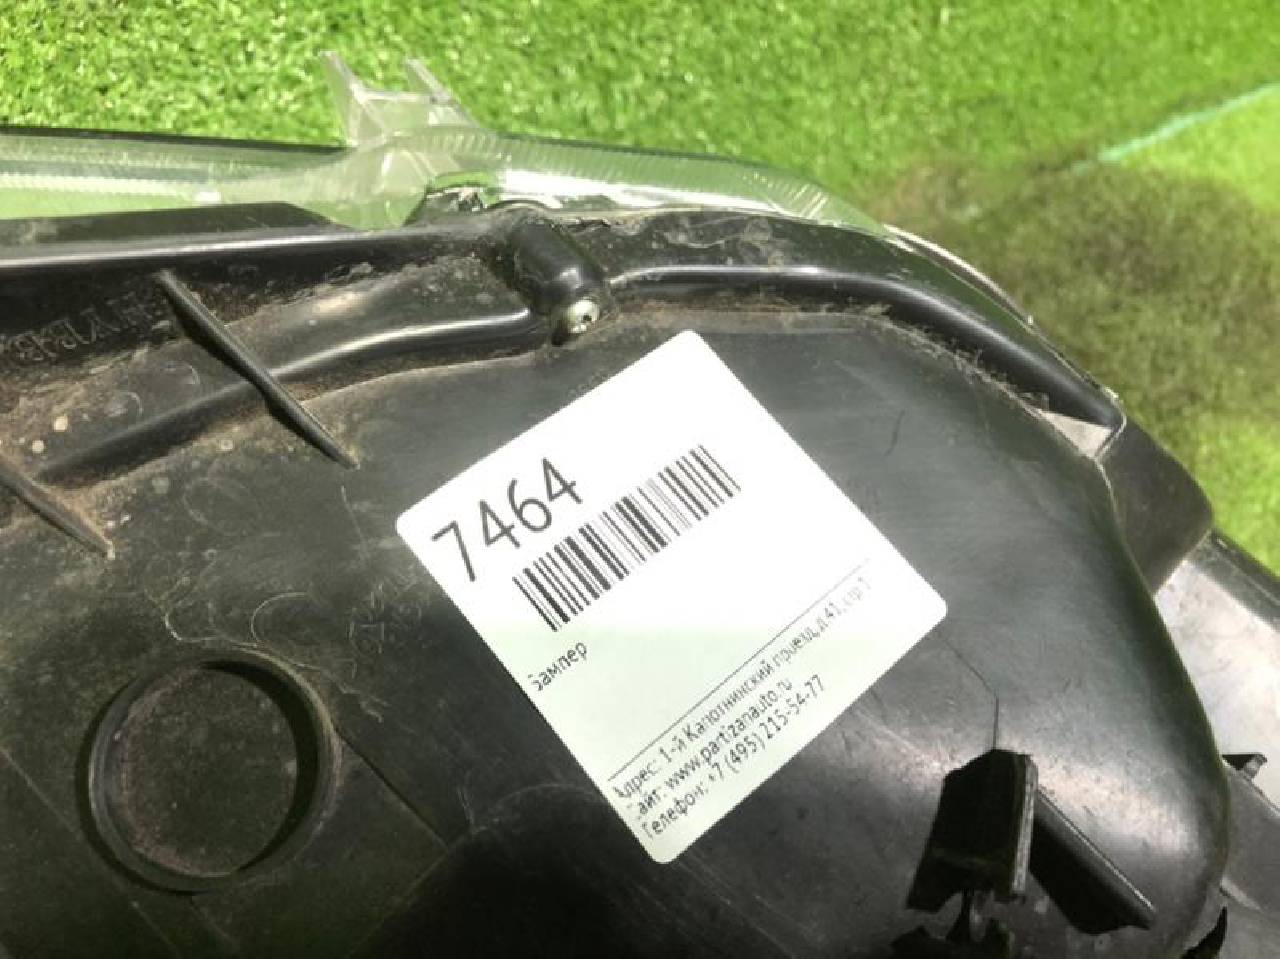 7464
Бампер
Адрес: 1-й Капотнинский проезд, д.41, стр 1
Сайт: www.partizanauto.ru
Телефон: +7 (495) 215-54-77